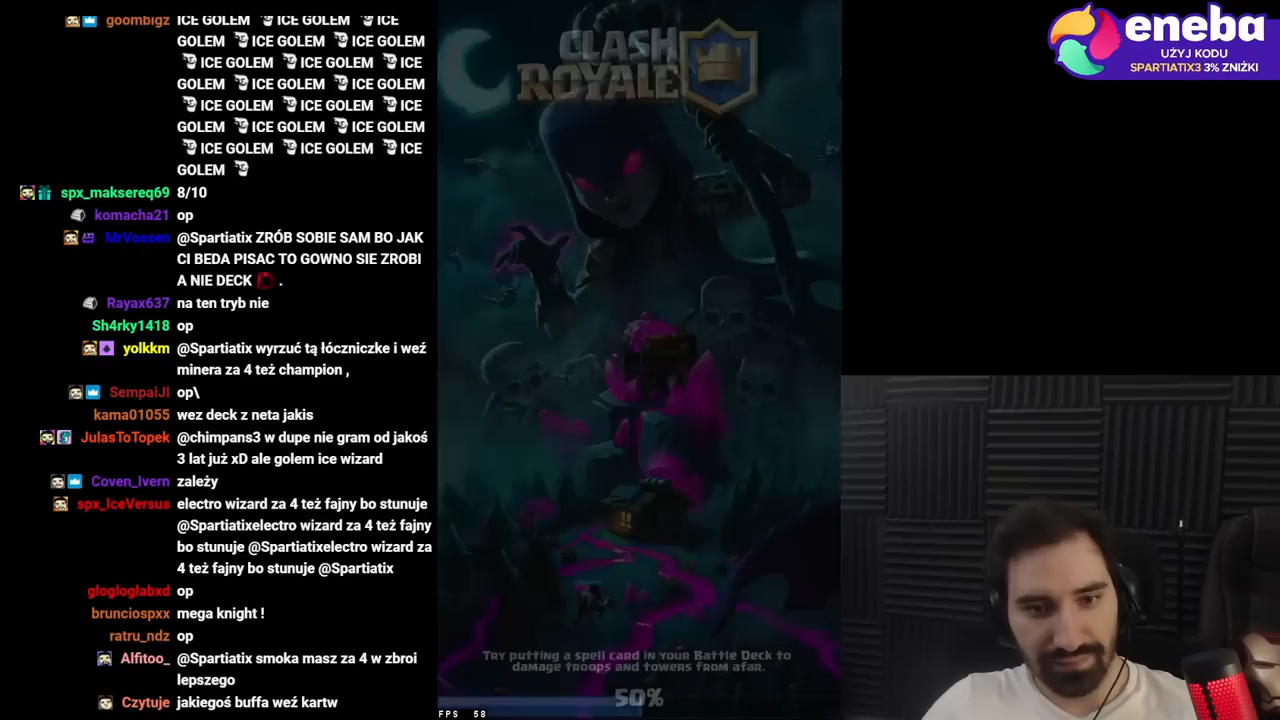 goombigz ICE GOLEM ICE GOLEM ICE
GOLEM ICE GOLEM ICE GOLEM
ICE GOLEM ICE GOLEM ICE
GOLEM ICE GOLEM ICE GOLEM
ICE GOLEM ICE GOLEM ICE
GOLEM ICE GOLEM ICE GOLEM
ICE GOLEM ICE GOLEM ICE
GOLEM
spx_maksereq69 8/10
komacha21 op
MrVossen @Spartiatix ZRÓB SOBIE SAM BO JAK
CI BEDA PISAC TO GOWNO SIE ZROBI
A NIE DECK .
Rayax637 na ten tryb nie
Sh4rky1418 op
yolkkm @Spartiatix wyrzuć tą łóczniczke i weź
minera za 4 też champion ,
SempaiJl op\
kama01055 wez deck z neta jakis
JulasToTopek @chimpans3 w dupe nie gram od jakoś
3 lat już xD ale golem ice wizard
Coven_Ivern zależy
spx_IceVersus electro wizard za 4 też fajny bo stunuje
@Spartiatixelectro wizard za 4 też fajny
bo stunuje @Spartiatixelectro wizard za
4 też fajny bo stunuje @Spartiatix
glogloglabxd op
brunciospxx mega knight !
ratru_ndz op
Alfitoo_ @Spartiatix smoka masz za 4 w zbroi
lepszego
Czytuje jakiegoś buffa weź kartw
CLASH
ROYALE
Try putting a spell card in your Battle Deck to
damage troops and towers from afar.
50%
FPS 58
eneba
UŻYJ KODU
SPARTIATIX3 3% ZNIŻKI